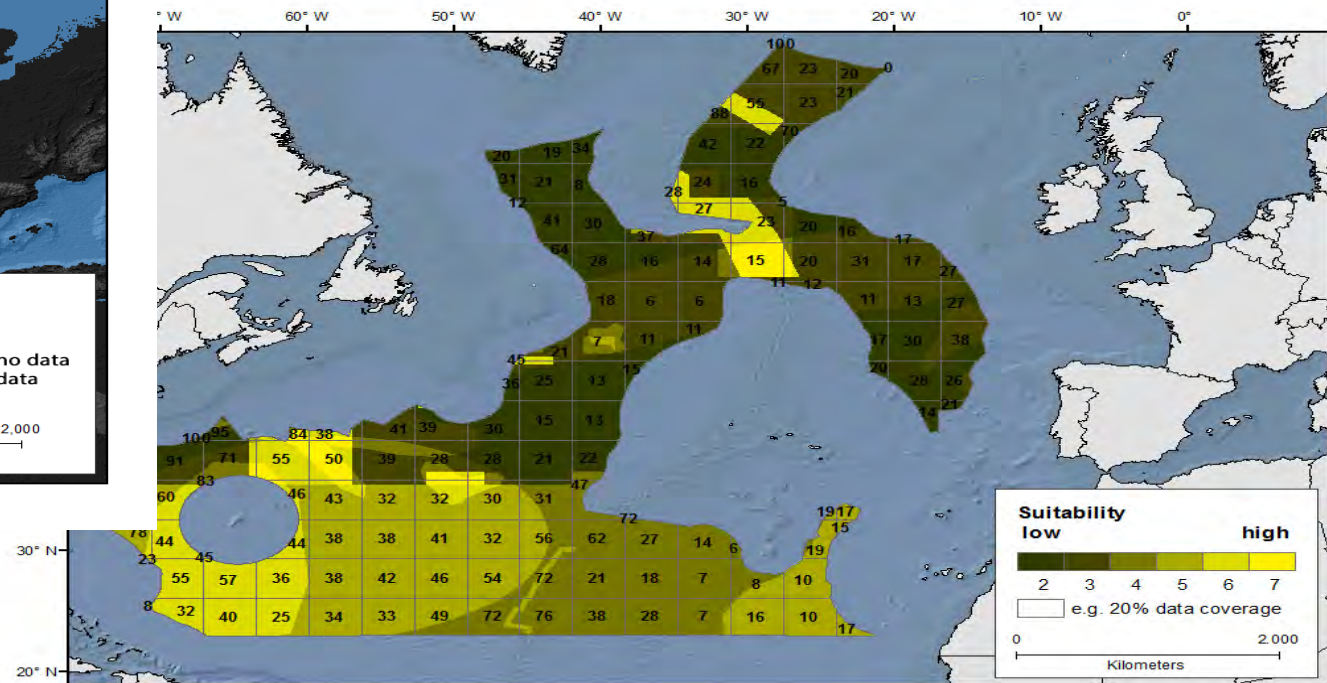 ° W 60° W 50° W 40° W 30° W 20° W 10° W 0°
100
67 23 20 0
88 55 23 21
42 22 70
20 19 34
31 21 8 28 24 16
12 27 5
41 30 37 23 20 16 17
64 28 16 14 15 20 31 17 27
11 12
18 6 6 11 13 27
45 21 7 11 11 17 30 38
36 25 13 15 20 28 26
15 13 14 21
100 95 84 38 41 39 30
91 71 55 50 39 28 28 21 22
83 47
60 46 43 32 32 30 31
78 44 44 38 38 41 32 56 62 72 27 14 6 19 17 15 19
23 45
55 57 36 38 42 46 54 72 21 18 7 8 10
8 32 40 25 34 33 49 72 76 38 28 7 16 10 17
no data
data
2,000
30° N
20° N
Suitability
low high
2 3 4 5 6 7
e.g. 20% data coverage
0 2.000
Kilometers